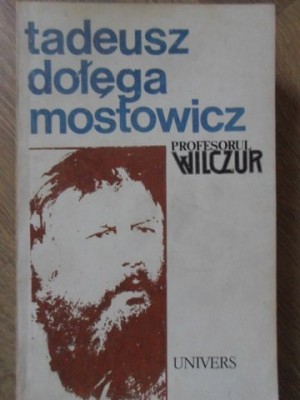 tadeusz
dołęga
mostowicz
PROFESORUL
WILCZUR
UNIVERS